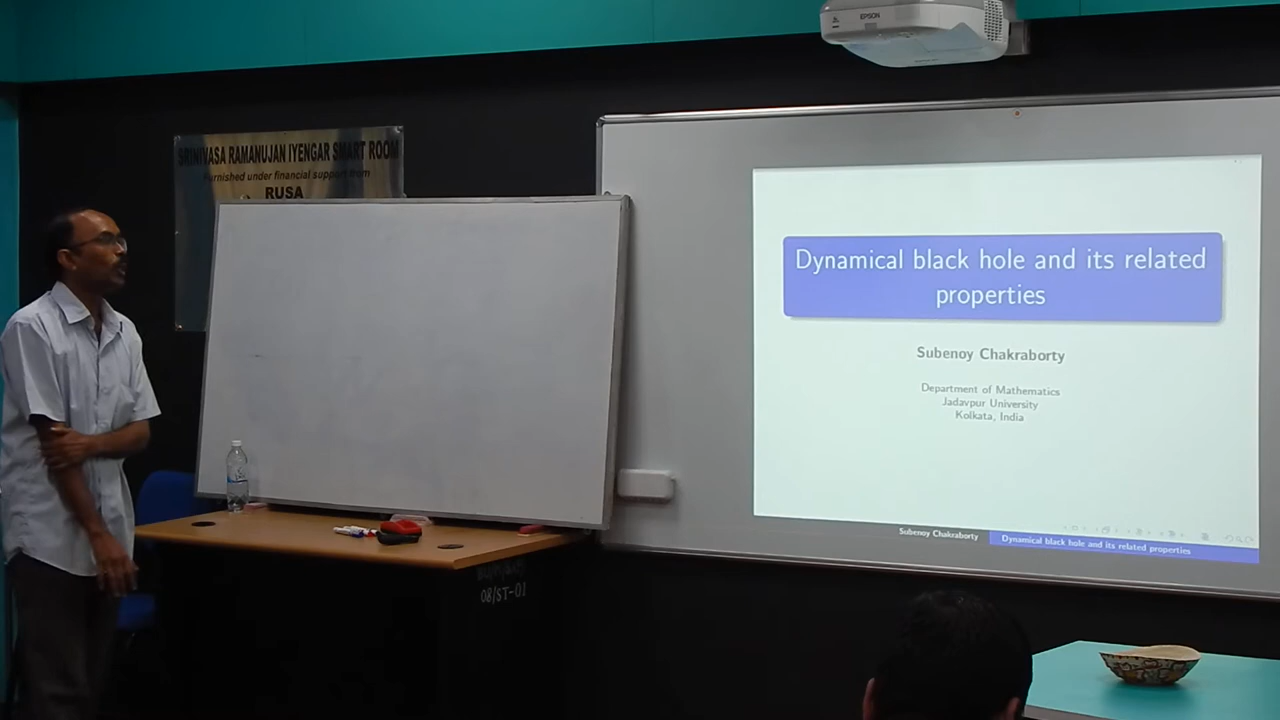 EPSON
SRINIVASA RAMANUJAN IYENGAR SMART ROOM
Furnished under financial support from
RUSA
Dynamical black hole and its related
properties
Subenoy Chakraborty
Department of Mathematics
Jadavpur University
Kolkata, India
Subenoy Chakraborty
Dynamical black hole and its related properties
08/ST-01